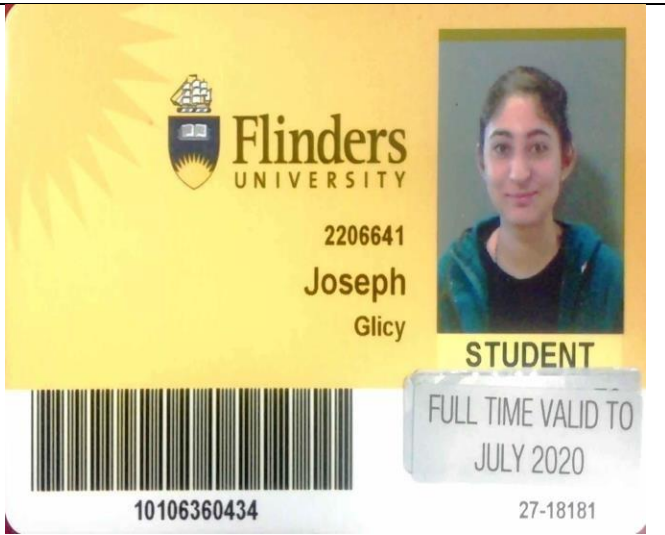 Flinders
UNIVERSITY
2206641
Joseph
Glicy
STUDENT
FULL TIME VALID TO
JULY 2020
10106360434
27-18181